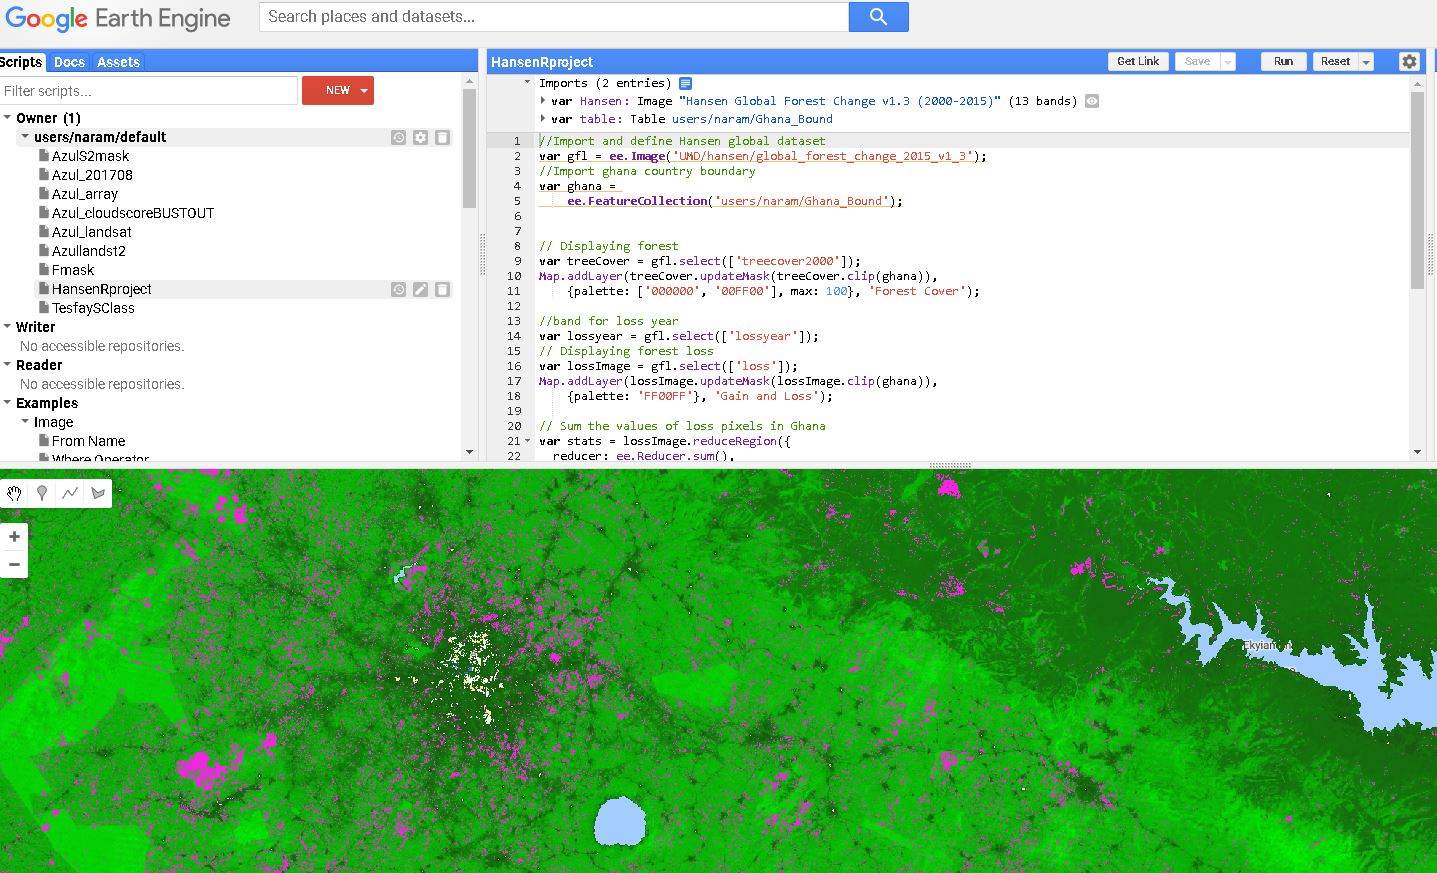 Google Earth Engine
Search places and datasets...
Scripts Docs Assets
Filter scripts...
NEW
Owner (1)
users/naram/default
AzulS2mask
Azul_201708
Azul_array
Azul_cloudscoreBUSTOUT
Azul_landsat
Azullandst2
Fmask
HansenRproject
TesfaySClass
Writer
No accessible repositories.
Reader
No accessible repositories.
Examples
Image
From Name
Where Operator
HansenRproject
Get Link Save Run Reset
Imports (2 entries)
var Hansen: Image "Hansen Global Forest Change v1.3 (2000-2015)" (13 bands)
var table: Table users/naram/Ghana_Bound
1 //Import and define Hansen global dataset
2 var gfl = ee.Image('UMD/hansen/global_forest_change_2015_v1_3');
3 //Import ghana country boundary
4 var ghana =
5 ee.FeatureCollection('users/naram/Ghana_Bound');
6
7
8 // Displaying forest
9 var treeCover = gfl.select(['treecover2000']);
10 Map.addLayer(treeCover.updateMask(treeCover.clip(ghana)),
11 {palette: ['000000', '00FF00'], max: 100}, 'Forest Cover');
12
13 //band for loss year
14 var lossyear = gfl.select(['lossyear']);
15 // Displaying forest loss
16 var lossImage = gfl.select(['loss']);
17 Map.addLayer(lossImage.updateMask(lossImage.clip(ghana)),
18 {palette: 'FF00FF'}, 'Gain and Loss');
19
20 // Sum the values of loss pixels in Ghana
21 var stats = lossImage.reduceRegion({
22 reducer: ee.Reducer.sum(),